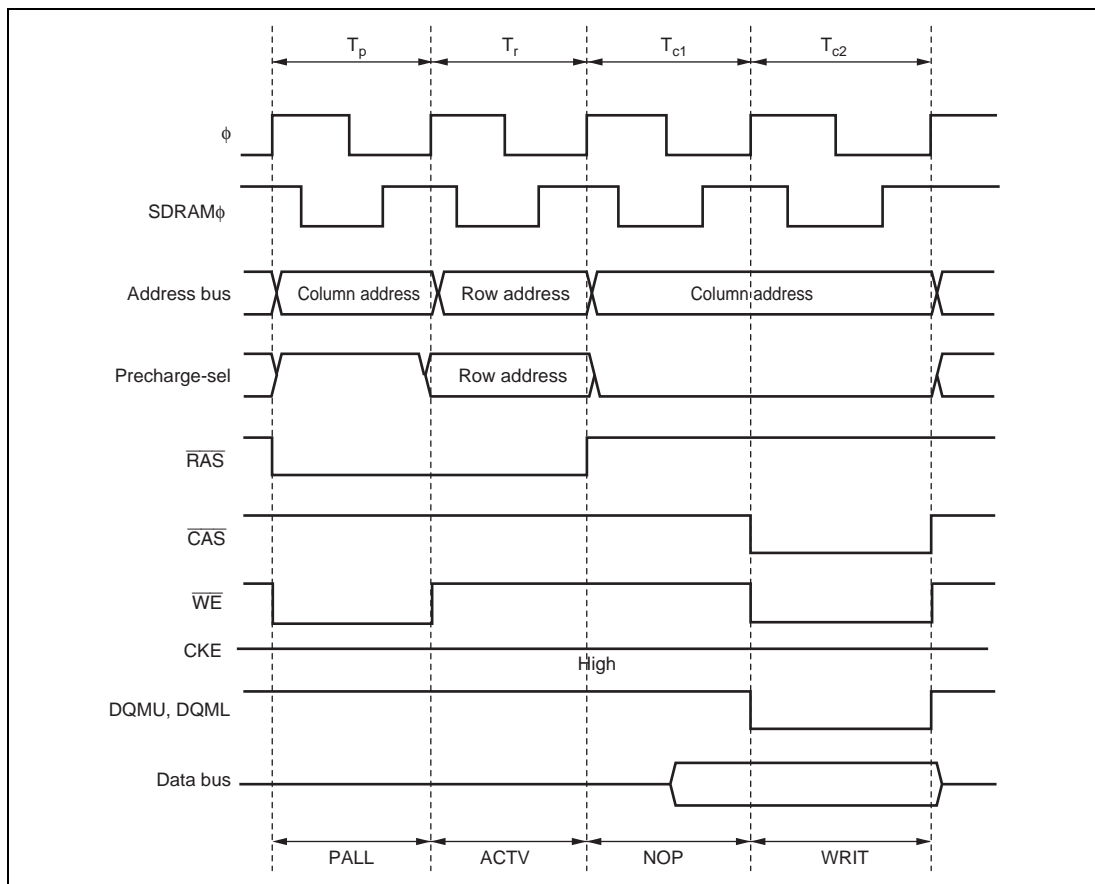 Tp Tr Tc1 Tc2
ϕ
SDRAMϕ
Address bus Column address Row address Column address
Precharge-sel Row address
RAS
CAS
WE
CKE
High
DQMU, DQML
Data bus
PALL ACTV NOP WRIT